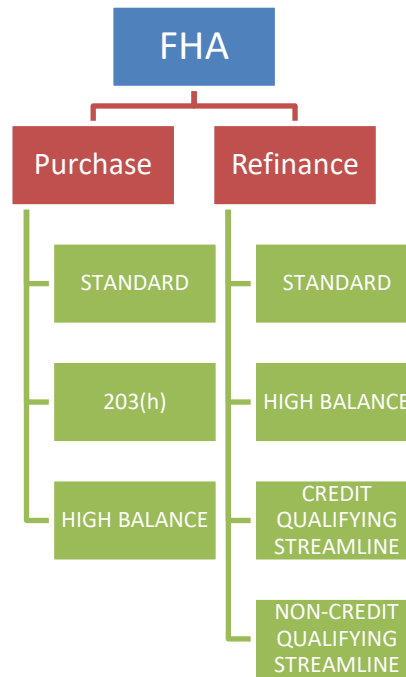 FHA
Purchase
Refinance
STANDARD
203(h)
HIGH BALANCE
STANDARD
HIGH BALANCE
CREDIT
QUALIFYING
STREAMLINE
NON-CREDIT
QUALIFYING
STREAMLINE